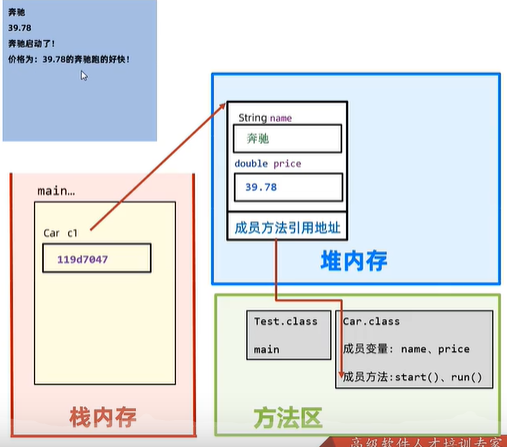 奔驰
39.78
奔驰启动了!
价格为: 39.78的奔驰跑的好快!
main…
Car c1
119d7047
栈内存
String name
奔驰
double price
39.78
成员方法引用地址
堆内存
Test.class
main
Car.class
成员变量: name、price
成员方法:start()、run()
方法区
高级软件人才培训专家